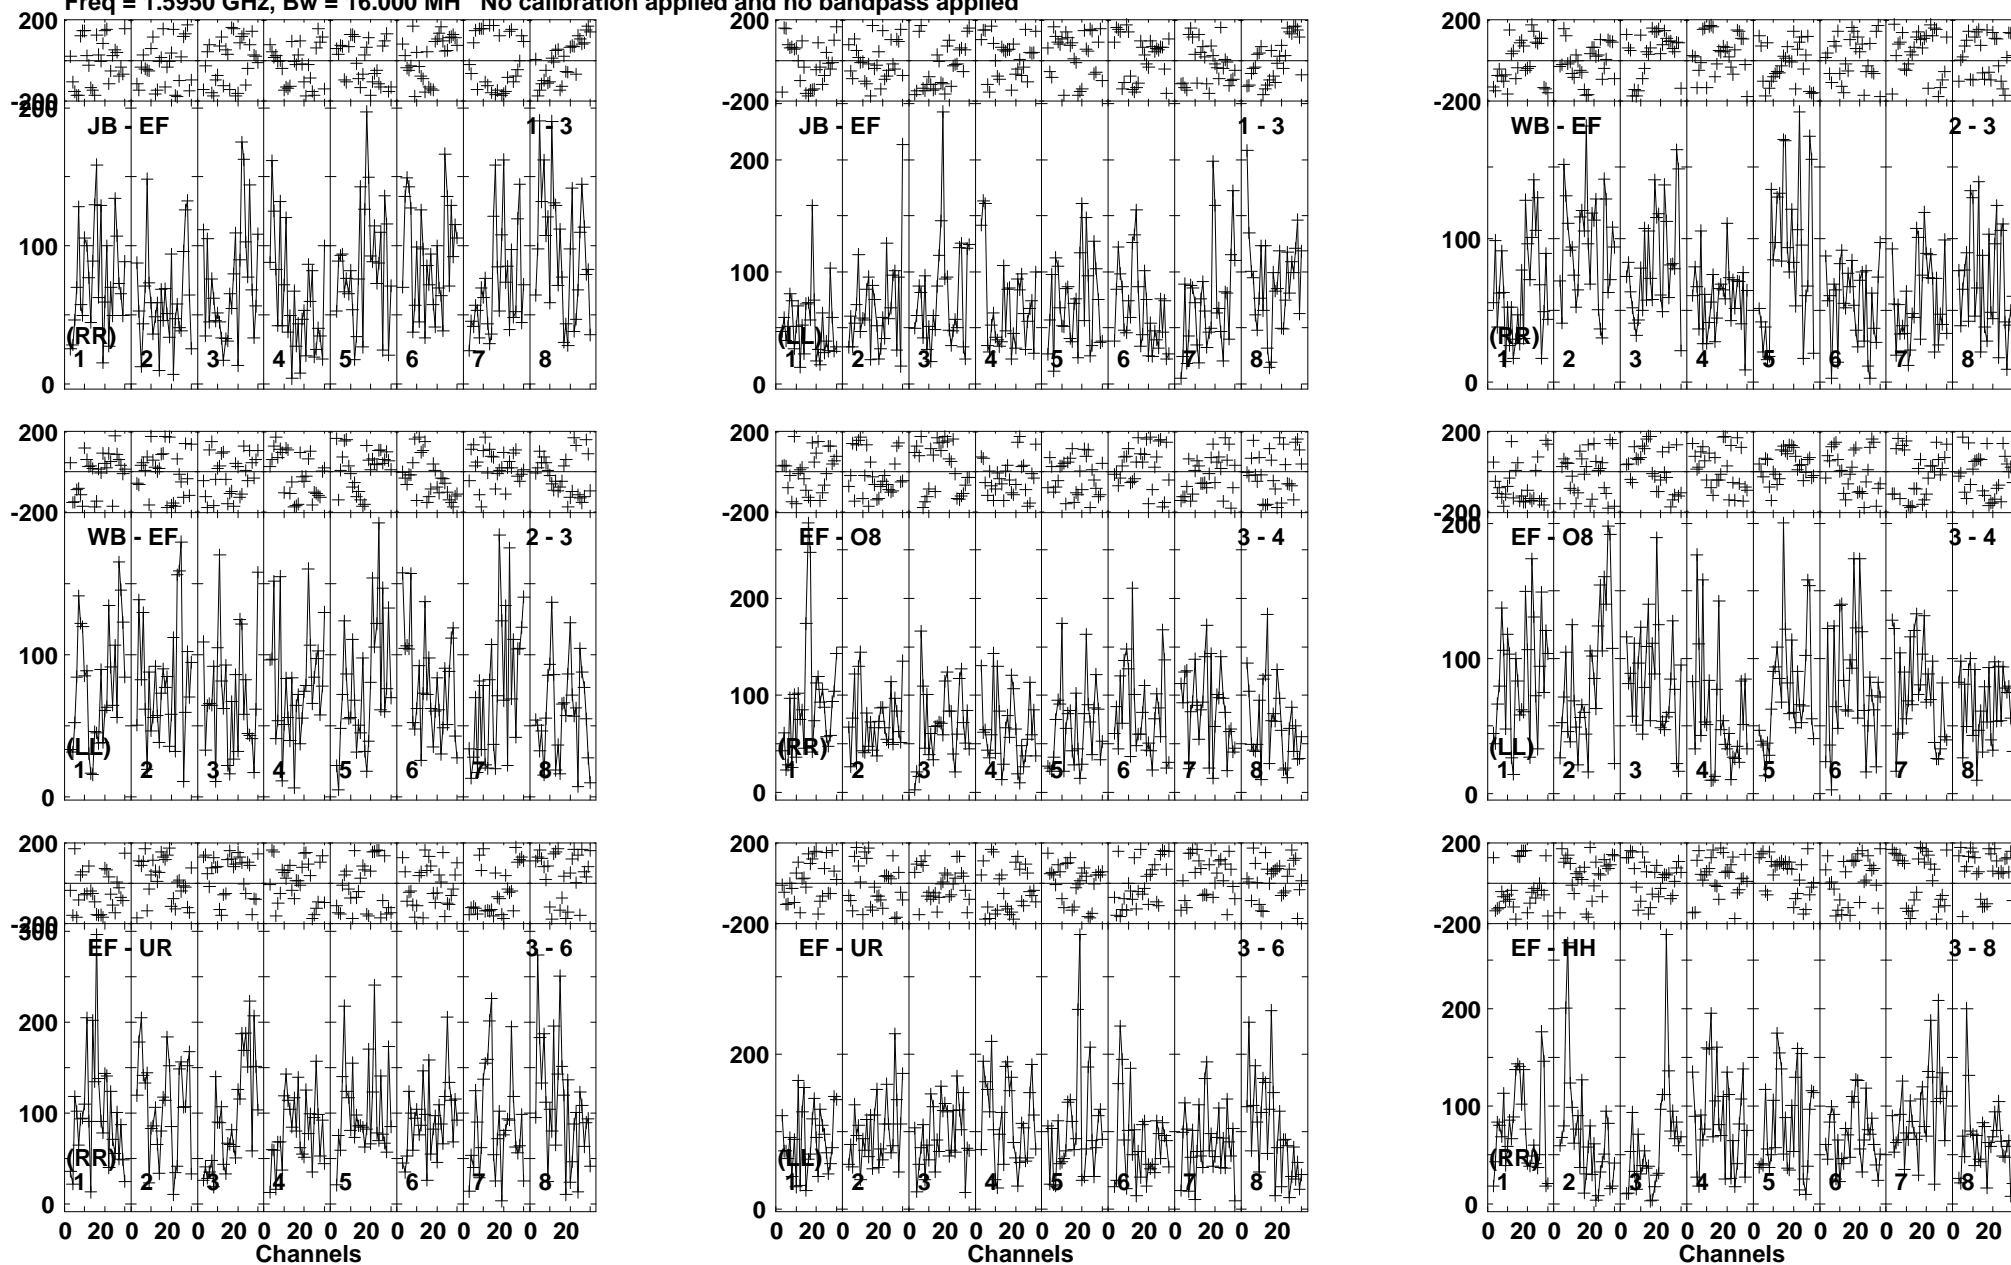 Freq = 1.5950 GHz, Bw = 16.000 MH No calibration applied and no bandpass applied
200 200 200
-200 -200 -200
200 JB - EF 1 - 3 JB - EF 1 - 3 WB - EF 2 - 3
200
100 100 100
(RR) (LL) (RR)
1 2 3 4 5 6 7 8 1 2 3 4 5 6 7 8 1 2 3 4 5 6 7 8
0 0 0
200 200 200
-200 -200 -200
WB - EF 2 - 3 EF - O8 3 - 4 200 EF - O8 3 - 4
200
100 100 100
(LL) (RR) (LL)
1 2 3 4 5 6 7 8 1 2 3 4 5 6 7 8 1 2 3 4 5 6 7 8
0 0 0
200 200 200
-200 -200 -200
300 EF - UR 3 - 6 EF - UR 3 - 6 EF - HH 3 - 8
200 200 200
100 100
(RR) (LL) (RR)
1 2 3 4 5 6 7 8 1 2 3 4 5 6 7 8 1 2 3 4 5 6 7 8
0 0 0
0 20 0 20 0 20 0 20 0 20 0 20 0 20 0 20 0 20 0 20 0 20 0 20 0 20 0 20 0 20 0 20 0 20 0 20 0 20 0 20 0 20 0 20 0 20 0 20
Channels Channels Channels